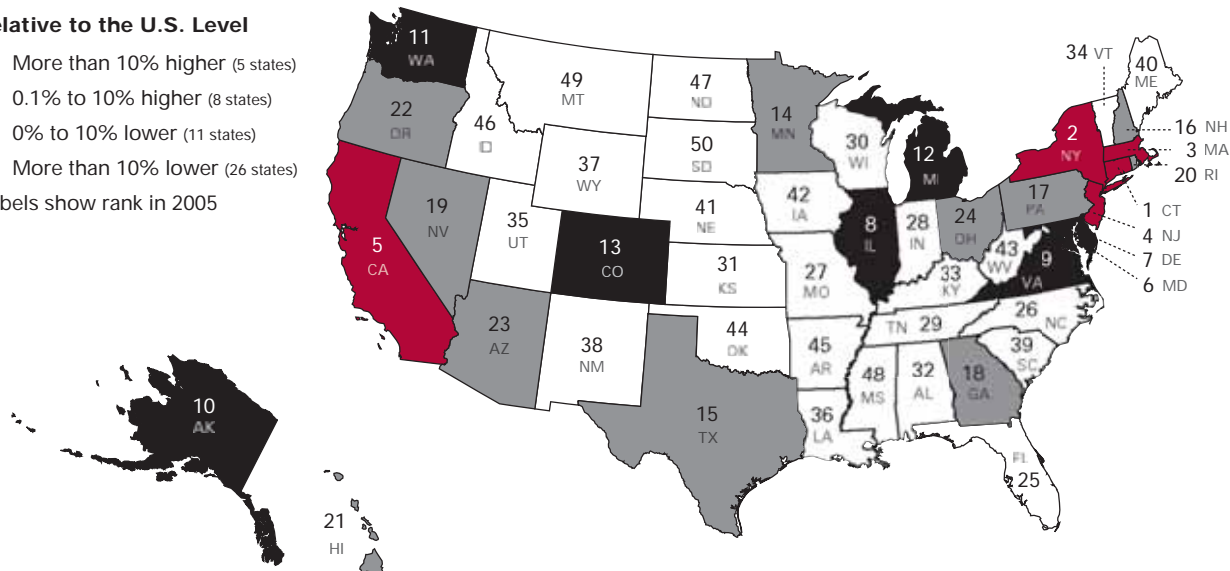 elative to the U.S. Level
More than 10% higher (5 states)
0.1% to 10% higher (8 states)
0% to 10% lower (11 states)
More than 10% lower (26 states)
bels show rank in 2005
11
WA
22
OR
5
CA
19
NV
46
ID
49
MT
37
WY
35
UT
13
CO
23
AZ
38
NM
47
ND
50
SD
41
NE
31
KS
44
OK
15
TX
14
MN
42
IA
27
MO
45
AR
36
LA
30
WI
8
IL
12
MI
28
IN
24
OH
33
KY
TN 29
48
MS
32
AL
18
GA
FL
25
39
SC
26
NC
43
WV
9
VA
17
PA
2
NY
34 VT
40
ME
16 NH
3 MA
20 RI
1 CT
4 NJ
7 DE
6 MD
10
AK
21
HI